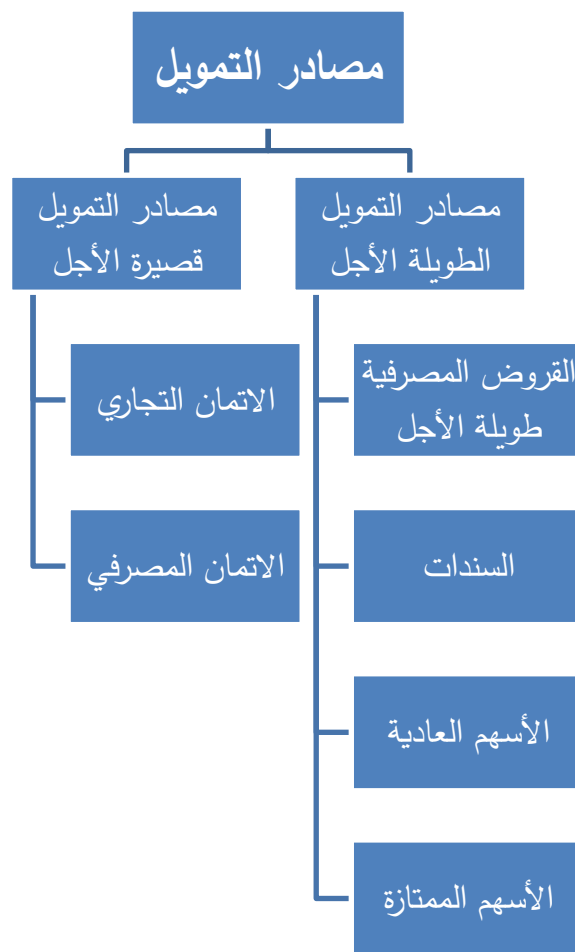 مصادر التمويل
مصادر التمويل
الطويلة الأجل
القروض المصرفية
طويلة الأجل
السندات
الأسهم العادية
الأسهم الممتازة
مصادر التمويل
قصيرة الأجل
الاتمان التجاري
الاتمان المصرفي